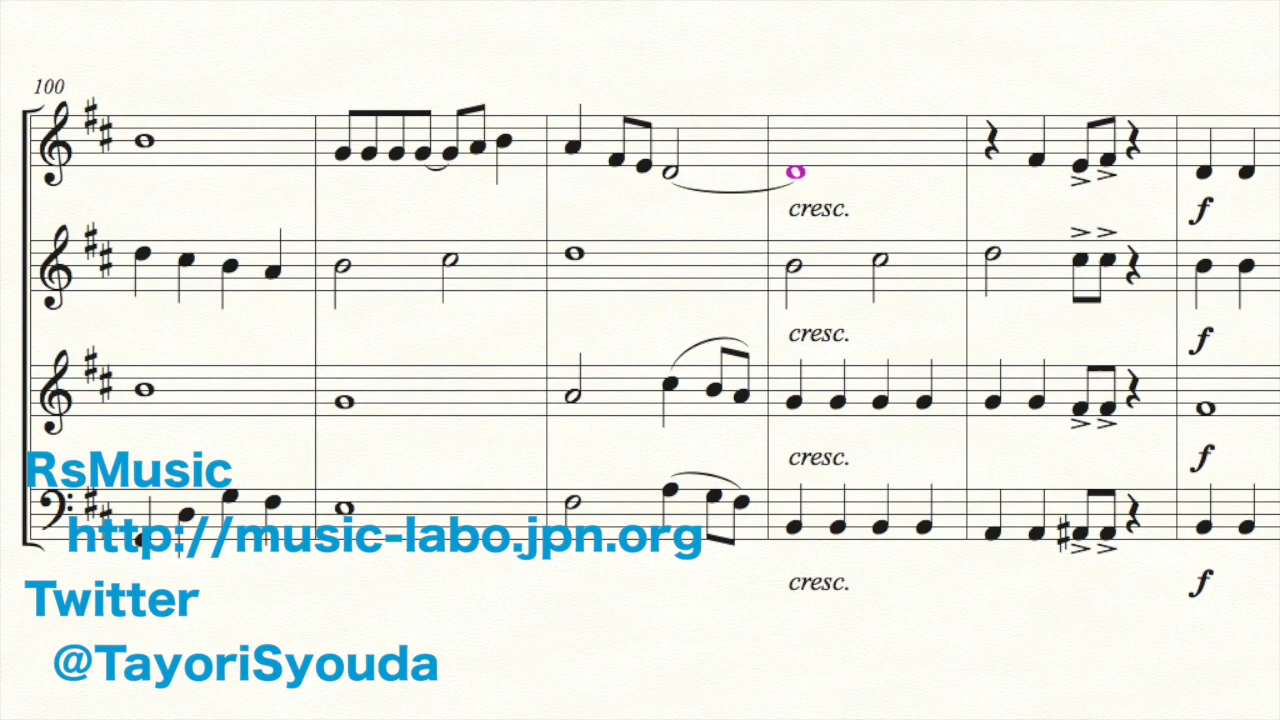 100
cresc.
f
cresc.
f
cresc.
f
RsMusic
http://music-labo.jpn.org
cresc.
f
Twitter
@TayoriSyouda